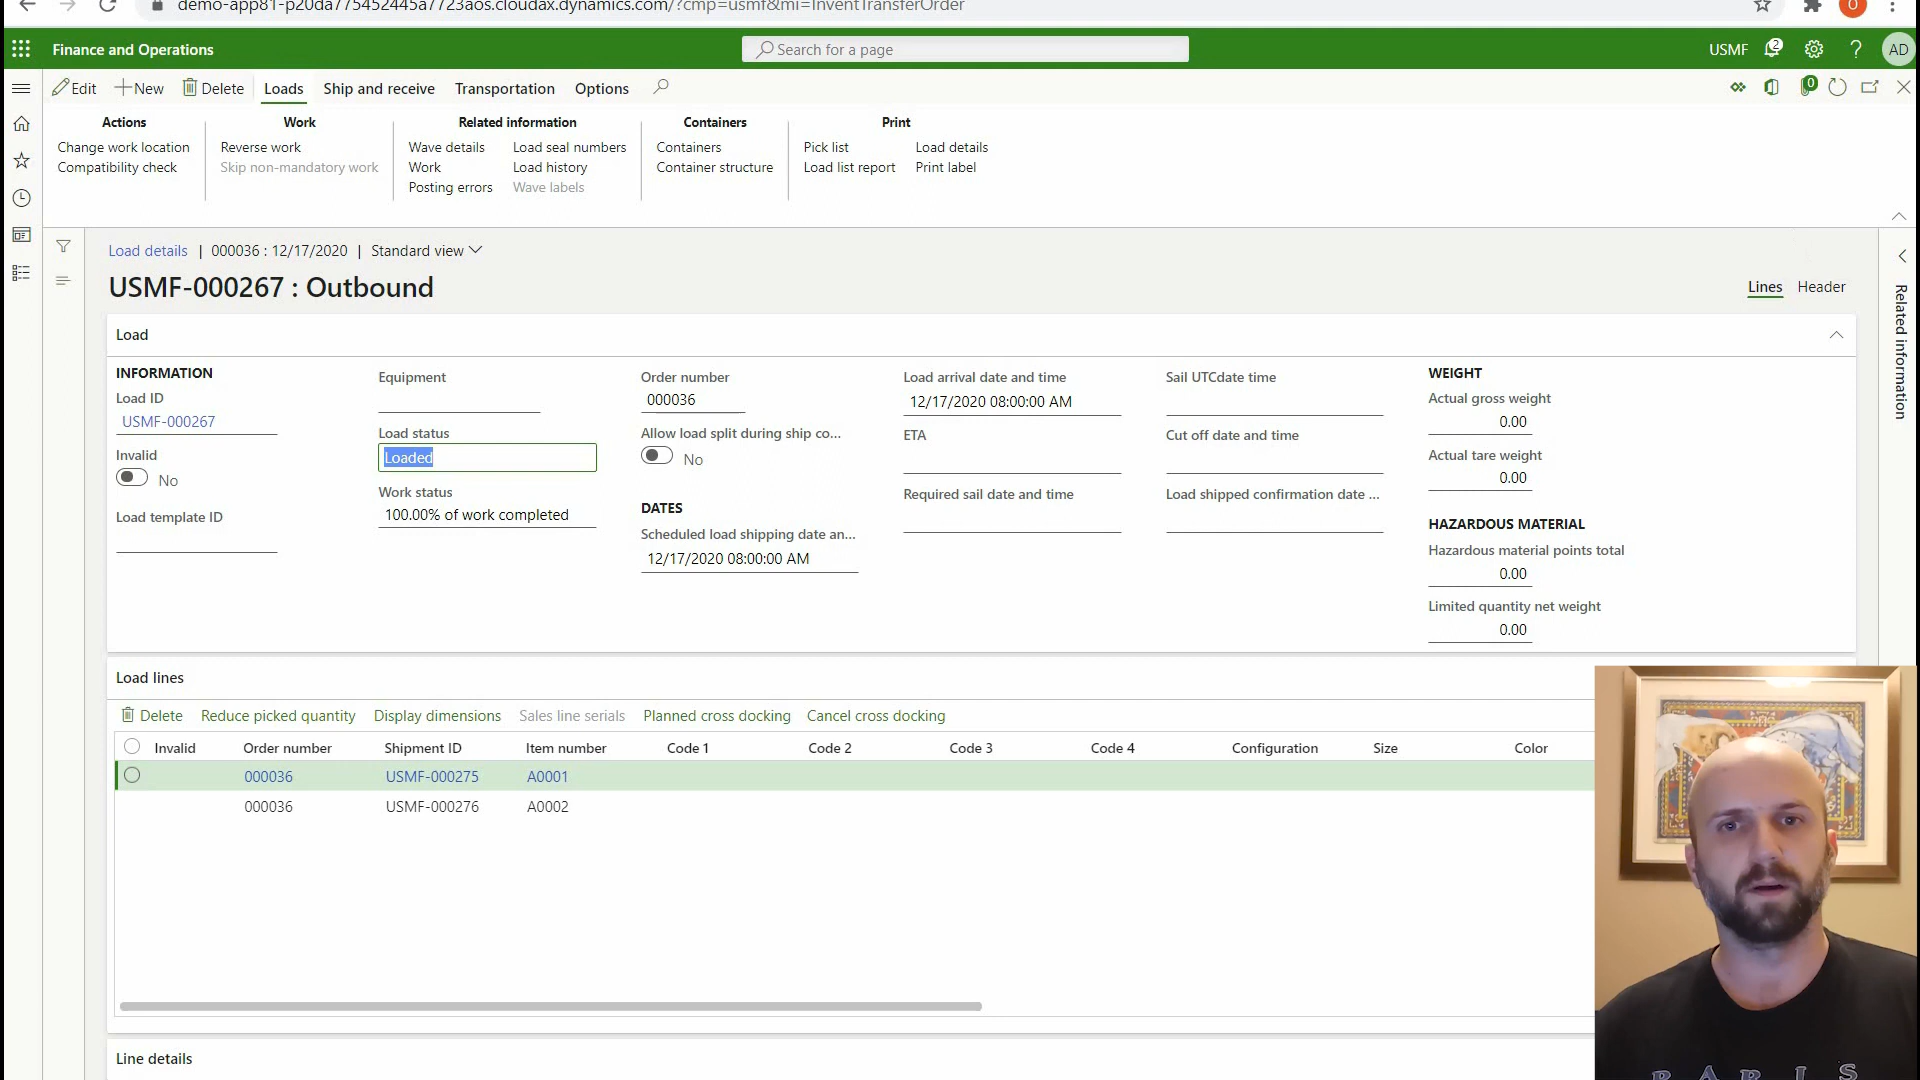 demo-app81-p20da775452445a7723aos.cloudax.dynamics.com/?cmp=usmf&mi=InventTransferOrder
O
Finance and Operations
Search for a page
USMF
2
?
AD
Edit
New
Delete
Loads
Ship and receive
Transportation
Options
0
Actions
Change work location
Compatibility check
Work
Reverse work
Skip non-mandatory work
Related information
Wave details
Work
Posting errors
Load seal numbers
Load history
Wave labels
Containers
Containers
Container structure
Print
Pick list
Load list report
Load details
Print label
Load details | 000036 : 12/17/2020 | Standard view
USMF-000267 : Outbound
Lines
Header
Related information
Load
INFORMATION
Load ID
USMF-000267
Invalid
No
Load template ID
Equipment
Load status
Loaded
Work status
100.00% of work completed
Order number
000036
Allow load split during ship co...
No
DATES
Scheduled load shipping date an...
12/17/2020 08:00:00 AM
Load arrival date and time
12/17/2020 08:00:00 AM
ETA
Required sail date and time
Sail UTCdate time
Cut off date and time
Load shipped confirmation date ...
WEIGHT
Actual gross weight
0.00
Actual tare weight
0.00
HAZARDOUS MATERIAL
Hazardous material points total
0.00
Limited quantity net weight
0.00
Load lines
Delete
Reduce picked quantity
Display dimensions
Sales line serials
Planned cross docking
Cancel cross docking
Invalid Order number Shipment ID Item number Code 1 Code 2 Code 3 Code 4 Configuration Size Color
000036 USMF-000275 A0001
000036 USMF-000276 A0002
Line details
PARIS